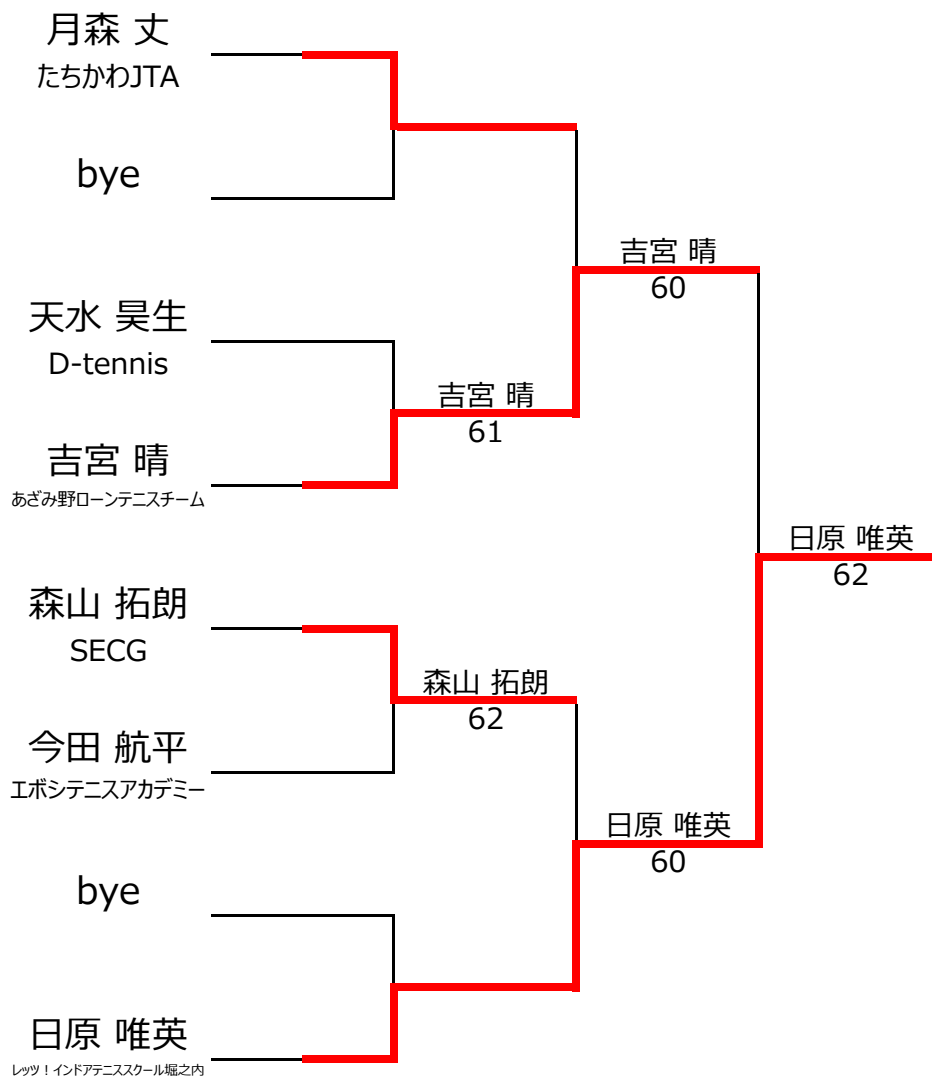 月森 丈
たちかわJTA
bye
天水 昊生
D-tennis
吉宮 晴
あざみ野ローンテニスチーム
森山 拓朗
SECG
今田 航平
エボシテニスアカデミー
bye
日原 唯英
レッツ！インドアテニススクール堀之内
吉宮 晴
61
森山 拓朗
62
吉宮 晴
60
日原 唯英
60
日原 唯英
62